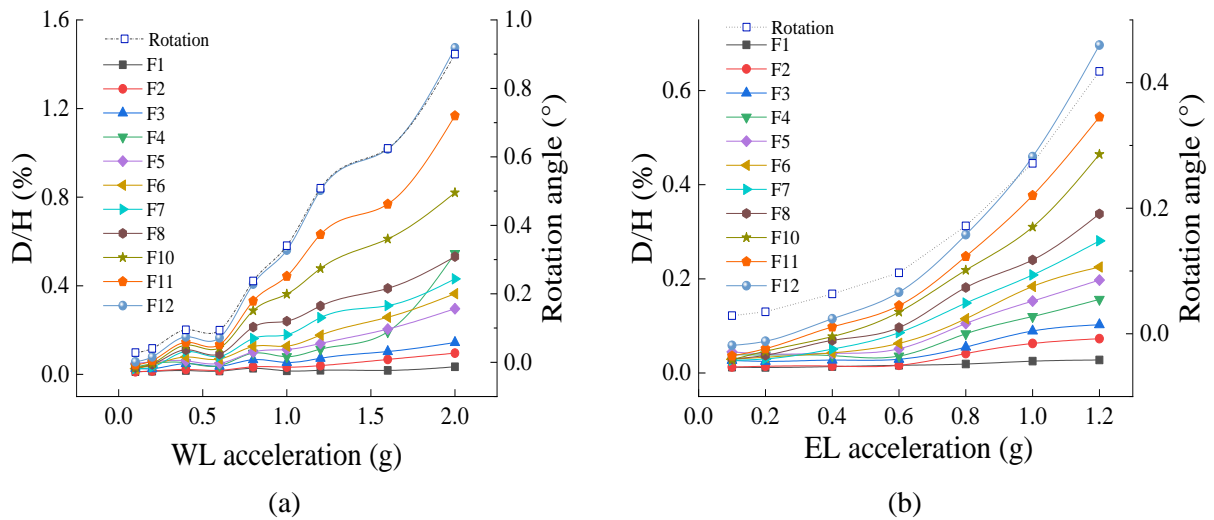 1.6
1.2
0.8
0.4
0.0
D/H (%)
1.0
0.8
0.6
0.4
0.2
0.0
Rotation angle (°)
Rotation
F1
F2
F3
F4
F5
F6
F7
F8
F10
F11
F12
0.0 0.5 1.0 1.5 2.0
WL acceleration (g)
(a)
0.6
0.4
0.2
0.0
D/H (%)
0.4
0.2
0.0
Rotation angle (°)
Rotation
F1
F2
F3
F4
F5
F6
F7
F8
F10
F11
F12
0.0 0.2 0.4 0.6 0.8 1.0 1.2
EL acceleration (g)
(b)